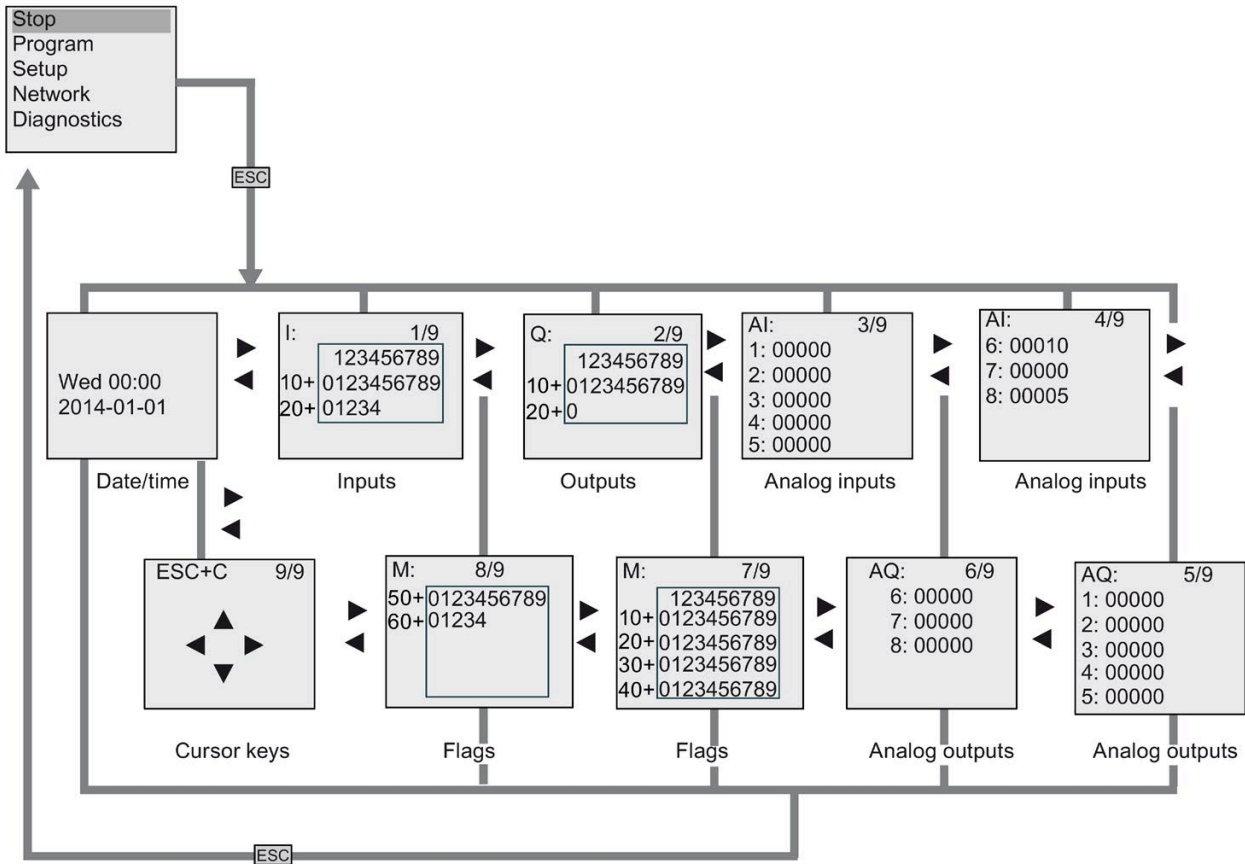 Stop
Program
Setup
Network
Diagnostics
ESC
Wed 00:00
2014-01-01
Date/time
I: 1/9
123456789
10+ 0123456789
20+ 01234
Inputs
Q: 2/9
123456789
10+ 0123456789
20+ 0
Outputs
AI: 3/9
1: 00000
2: 00000
3: 00000
4: 00000
5: 00000
Analog inputs
AI: 4/9
6: 00010
7: 00000
8: 00005
Analog inputs
ESC+C 9/9
Cursor keys
M: 8/9
50+ 0123456789
60+ 01234
Flags
M: 7/9
123456789
10+ 0123456789
20+ 0123456789
30+ 0123456789
40+ 0123456789
Flags
AQ: 6/9
6: 00000
7: 00000
8: 00000
Analog outputs
AQ: 5/9
1: 00000
2: 00000
3: 00000
4: 00000
5: 00000
Analog outputs
ESC